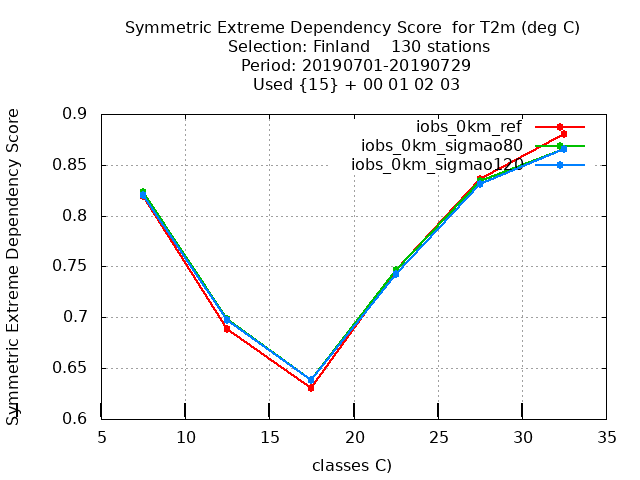 Symmetric Extreme Dependency Score for T2m (deg C)
Selection: Finland 130 stations
Period: 20190701-20190729
Used {15} + 00 01 02 03
Symmetric Extreme Dependency Score
0.9
0.85
0.8
0.75
0.7
0.65
0.6
iobs_0km_ref
iobs_0km_sigmao80
iobs_0km_sigmao120
5
10
15
20
25
30
35
classes C)